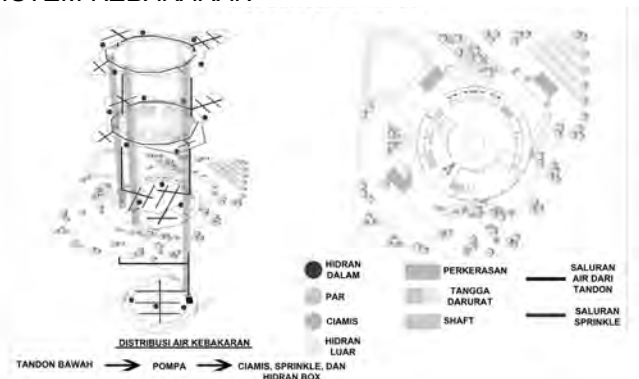 SISTEM KEBAKARAN
HIDRAN
DALAM
PAR
CIAMIS
HIDRAN
LUAR
PERKERASAN
TANGGA
DARURAT
SHAFT
SALURAN
AIR DARI
TANDON
SALURAN
SPRINKLE
DISTRIBUSI AIR KEBAKARAN
TANDON BAWAH
POMPA
CIAMIS, SPRINKLE, DAN
HIDRAN BOX